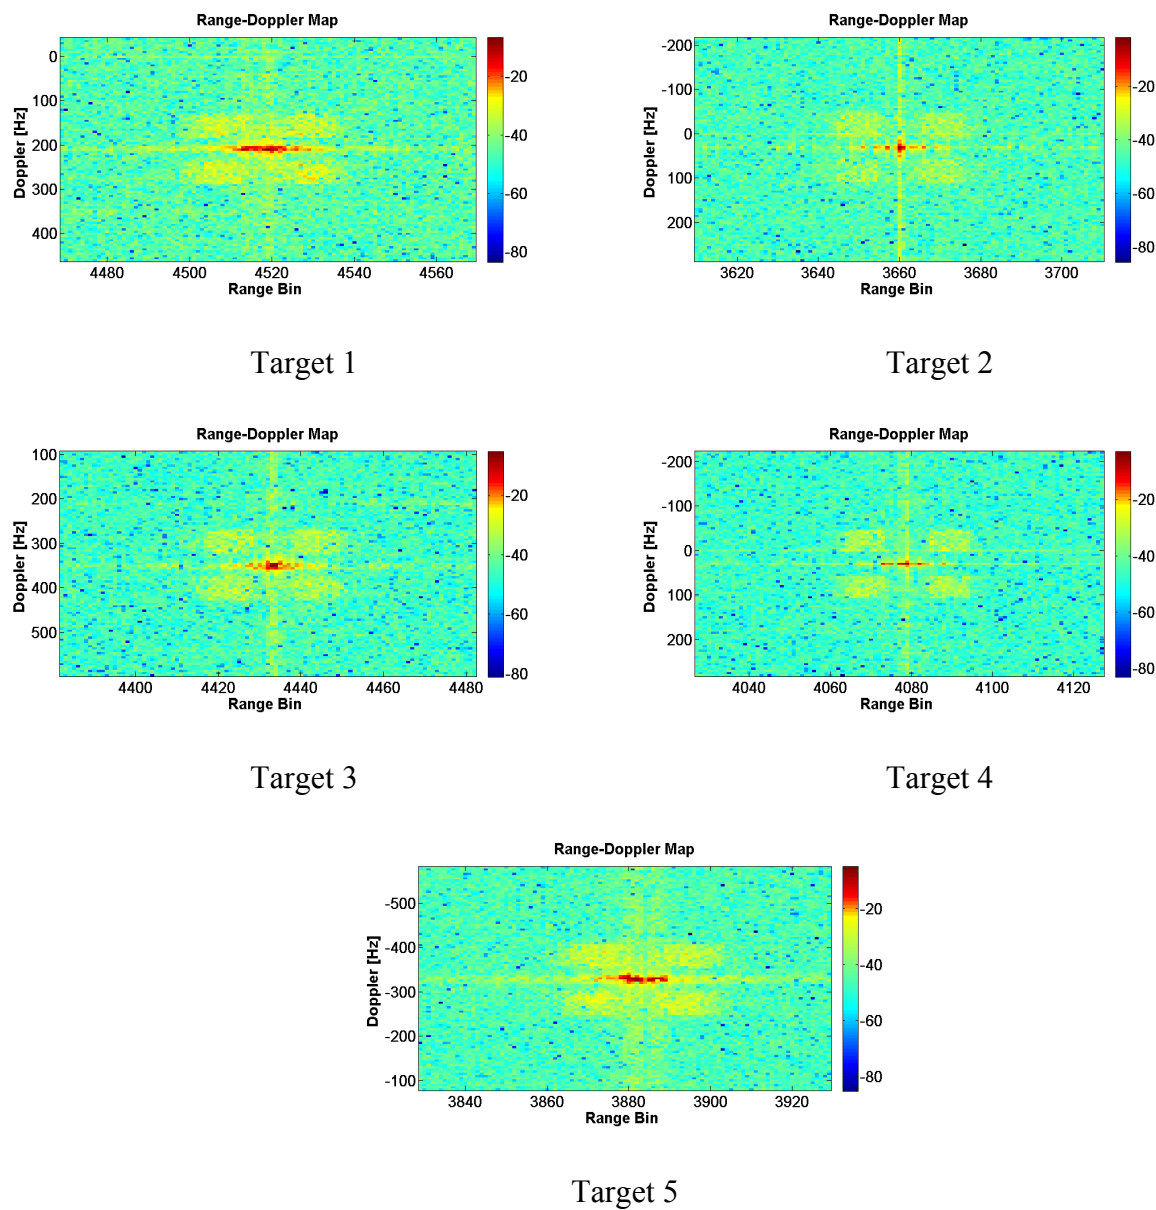 Range-Doppler Map
Doppler [Hz]
0
100
200
300
400
4480 4500 4520 4540 4560
Range Bin
-20
-40
-60
-80
Target 1
Range-Doppler Map
Doppler [Hz]
-200
-100
0
100
200
3620 3640 3660 3680 3700
Range Bin
-20
-40
-60
-80
Target 2
Range-Doppler Map
Doppler [Hz]
100
200
300
400
500
4400 4420 4440 4460 4480
Range Bin
-20
-40
-60
-80
Target 3
Range-Doppler Map
Doppler [Hz]
-200
-100
0
100
200
4040 4060 4080 4100 4120
Range Bin
-20
-40
-60
-80
Target 4
Range-Doppler Map
Doppler [Hz]
-500
-400
-300
-200
-100
3840 3860 3880 3900 3920
Range Bin
-20
-40
-60
-80
Target 5